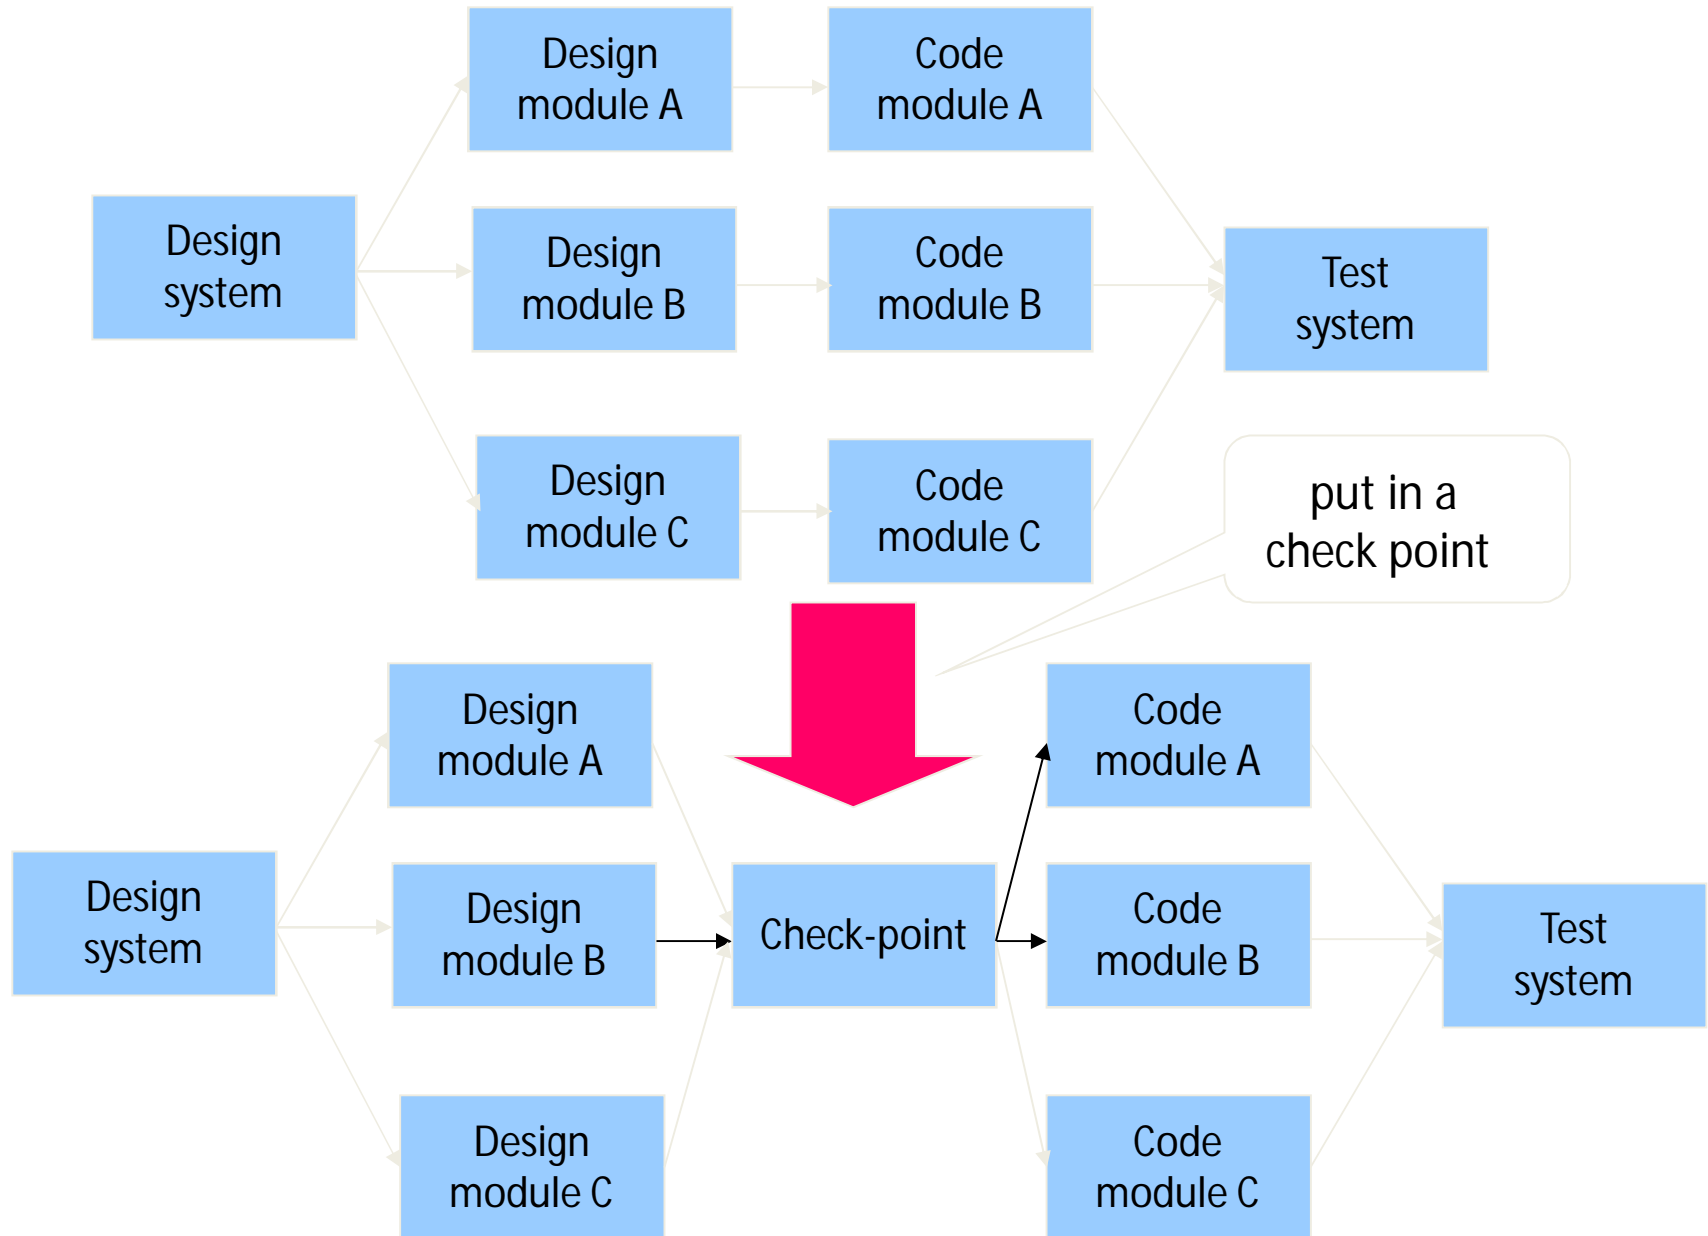 Design
module A
Code
module A
Design
system
Design
module B
Code
module B
Test
system
Design
module C
Code
module C
put in a
check point
Design
module A
Code
module A
Design
system
Design
module B
Check-point
Code
module B
Test
system
Design
module C
Code
module C